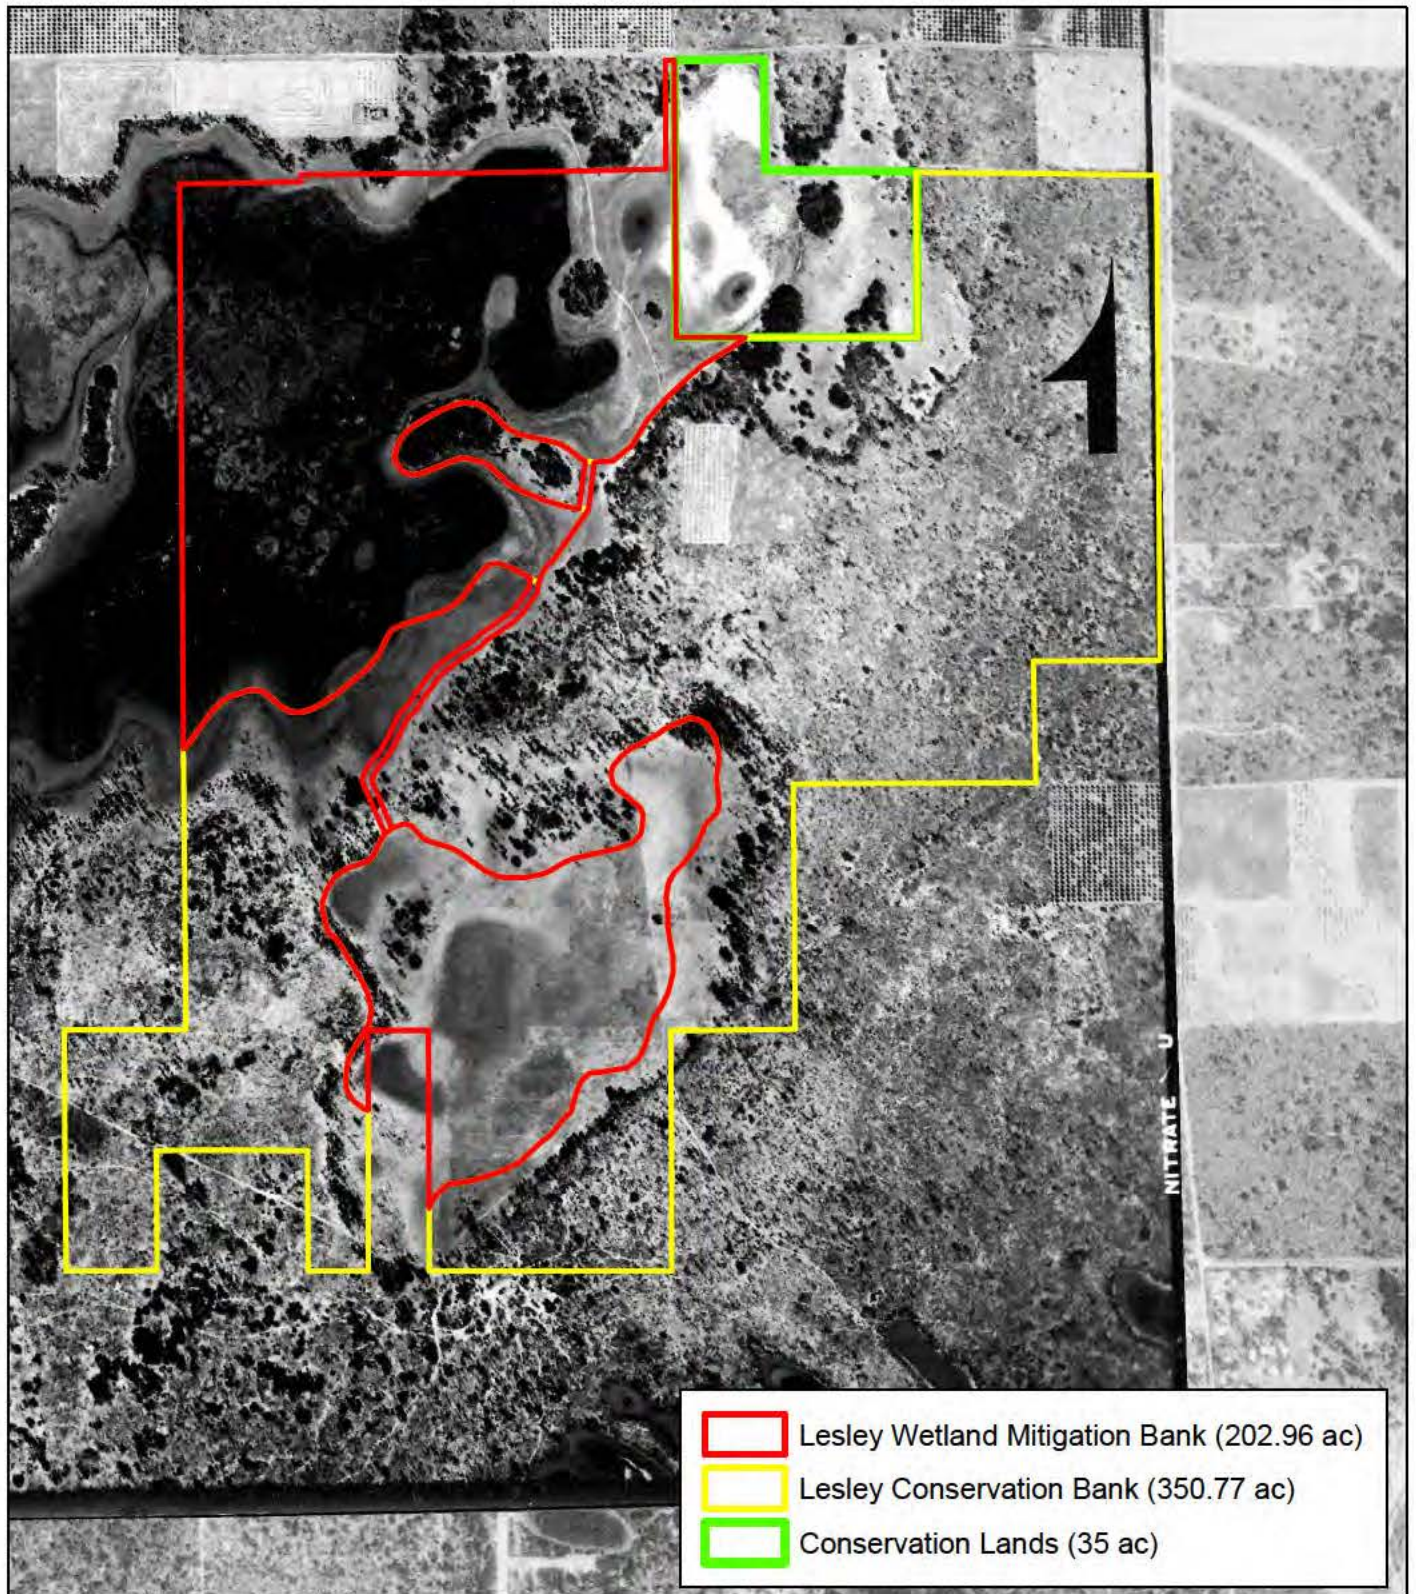 NITRATE
Lesley Wetland Mitigation Bank (202.96 ac)
Lesley Conservation Bank (350.77 ac)
Conservation Lands (35 ac)